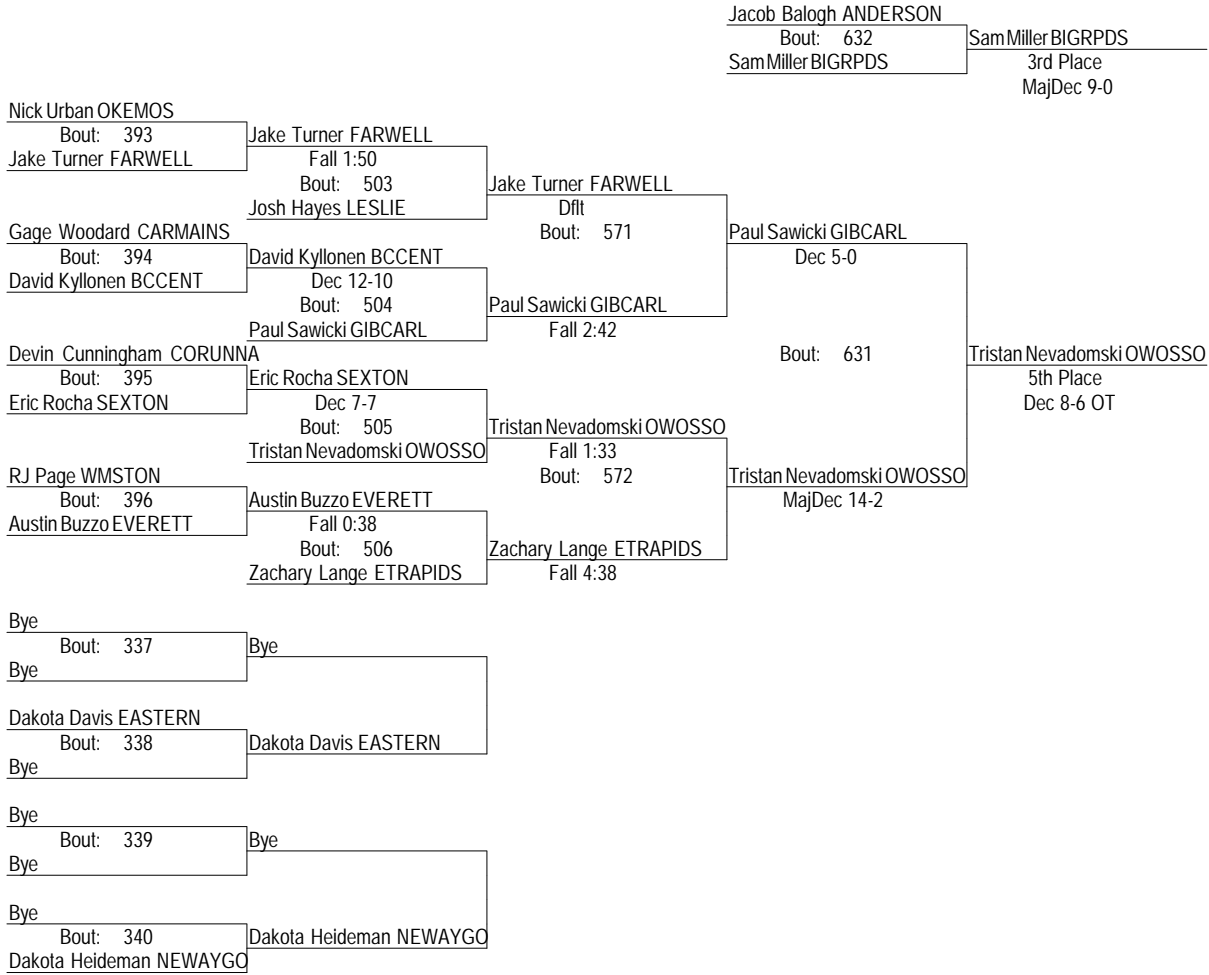 Jacob Balogh ANDERSON
Bout: 632
Sam Miller BIGRPDS
Sam Miller BIGRPDS
3rd Place
MajDec 9-0
Nick Urban OKEMOS
Bout: 393
Jake Turner FARWELL
Jake Turner FARWELL
Fall 1:50
Bout: 503
Josh Hayes LESLIE
Jake Turner FARWELL
Dflt
Bout: 571
Gage Woodard CARMAINS
Bout: 394
David Kyllonen BCCENT
David Kyllonen BCCENT
Dec 12-10
Bout: 504
Paul Sawicki GIBCARL
Paul Sawicki GIBCARL
Fall 2:42
Paul Sawicki GIBCARL
Dec 5-0
Bout: 631
Tristan Nevadomski OWOSSO
5th Place
Dec 8-6 OT
Devin Cunningham CORUNNA
Bout: 395
Eric Rocha SEXTON
Eric Rocha SEXTON
Dec 7-7
Bout: 505
Tristan Nevadomski OWOSSO
Tristan Nevadomski OWOSSO
Fall 1:33
Bout: 572
Tristan Nevadomski OWOSSO
MajDec 14-2
RJ Page WMSTON
Bout: 396
Austin Buzzo EVERETT
Austin Buzzo EVERETT
Fall 0:38
Bout: 506
Zachary Lange ETRAPIDS
Zachary Lange ETRAPIDS
Fall 4:38
Bye
Bout: 337
Bye
Bye
Dakota Davis EASTERN
Bout: 338
Bye
Dakota Davis EASTERN
Bye
Bout: 339
Bye
Bye
Bye
Bout: 340
Dakota Heideman NEWAYGO
Dakota Heideman NEWAYGO